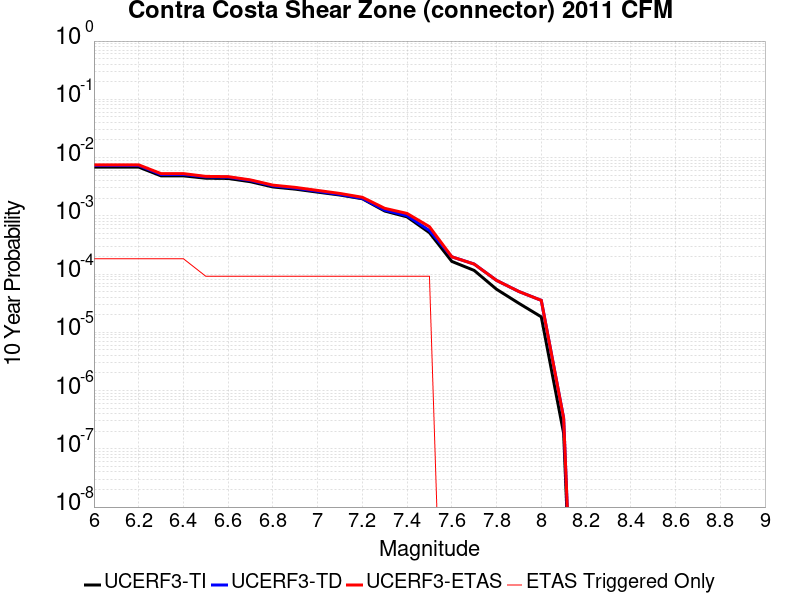 Contra Costa Shear Zone (connector) 2011 CFM
10^0
10^-1
10^-2
10^-3
10^-4
10^-5
10^-6
10^-7
10^-8
10 Year Probability
6 6.2 6.4 6.6 6.8 7 7.2 7.4 7.6 7.8 8 8.2 8.4 8.6 8.8 9
Magnitude
UCERF3-TI UCERF3-TD UCERF3-ETAS ETAS Triggered Only